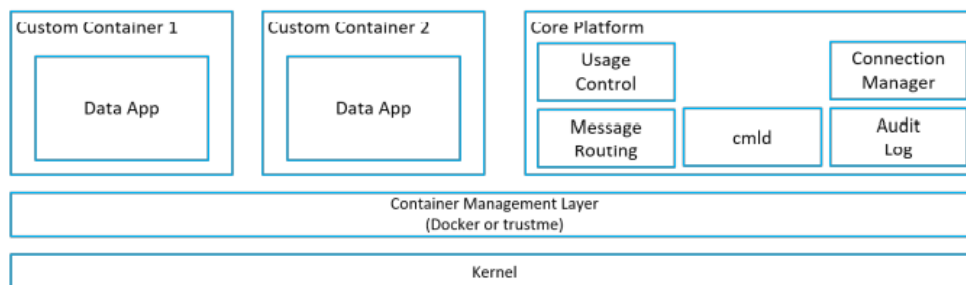 Custom Container 1
Data App
Custom Container 2
Data App
Core Platform
Usage
Control
Connection
Manager
Message
Routing
cmld
Audit
Log
Container Management Layer
(Docker or trustme)
Kernel